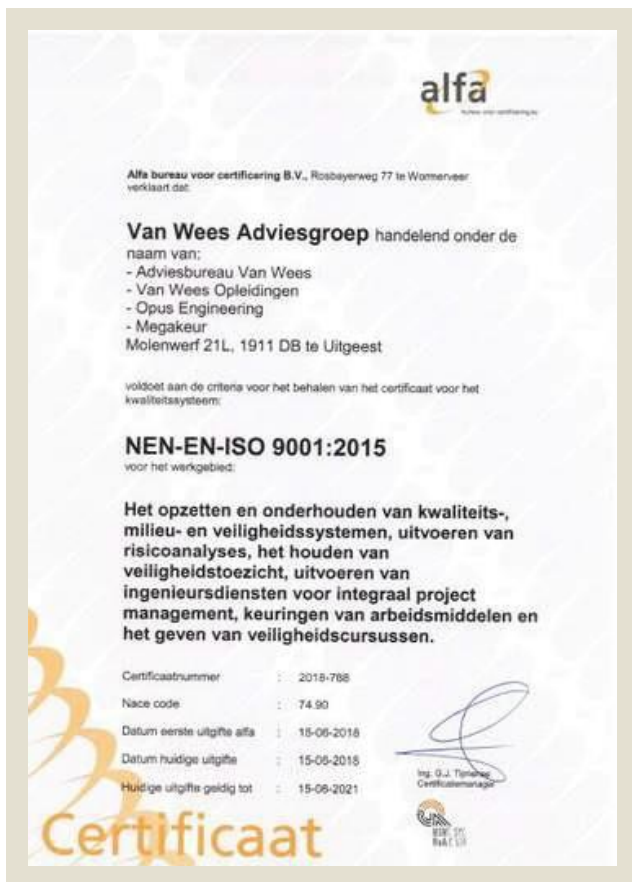 alfa
Alfa bureau voor certificering B.V., Rosbayerweg 77 te Wormerveer
verklaart dat:
Van Wees Adviesgroep handelend onder de
naam van:
- Adviesbureau Van Wees
- Van Wees Opleidingen
- Opus Engineering
- Megakeur
Molenwerf 21L, 1911 DB te Uitgeest
voldoet aan de criteria voor het behalen van het certificaat voor het
kwaliteitssysteem:
NEN-EN-ISO 9001:2015
voor het werkgebied:
Het opzetten en onderhouden van kwaliteits-,
milieu- en veiligheidssystemen, uitvoeren van
risicoanalyses, het houden van
veiligheidstoezicht, uitvoeren van
ingenieursdiensten voor integraal project
management, keuringen van arbeidsmiddelen en
het geven van veiligheidscursussen.
Certificaatnummer : 2018-788
Nace code : 74.90
Datum eerste uitgifte alfa : 15-06-2018
Datum huidige uitgifte : 15-06-2018
Huidige uitgifte geldig tot : 15-06-2021
Ing. G.J.
Certificatiemanager
Certificaat